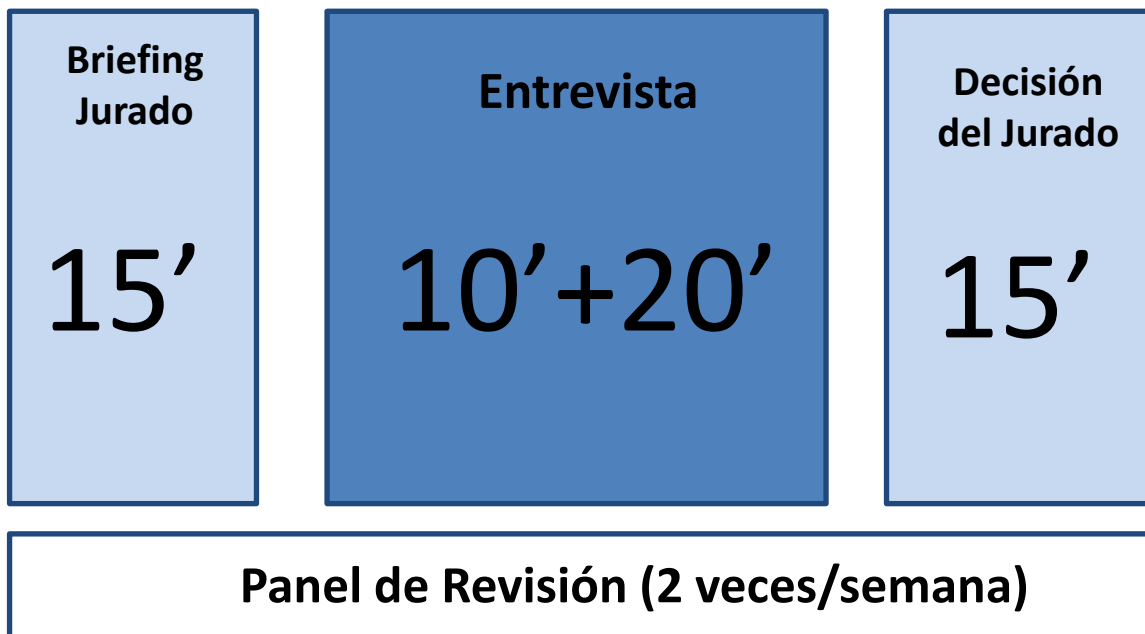 Briefing
Jurado
15’
Entrevista
10’+20’
Decisión
del Jurado
15’
Panel de Revisión (2 veces/semana)